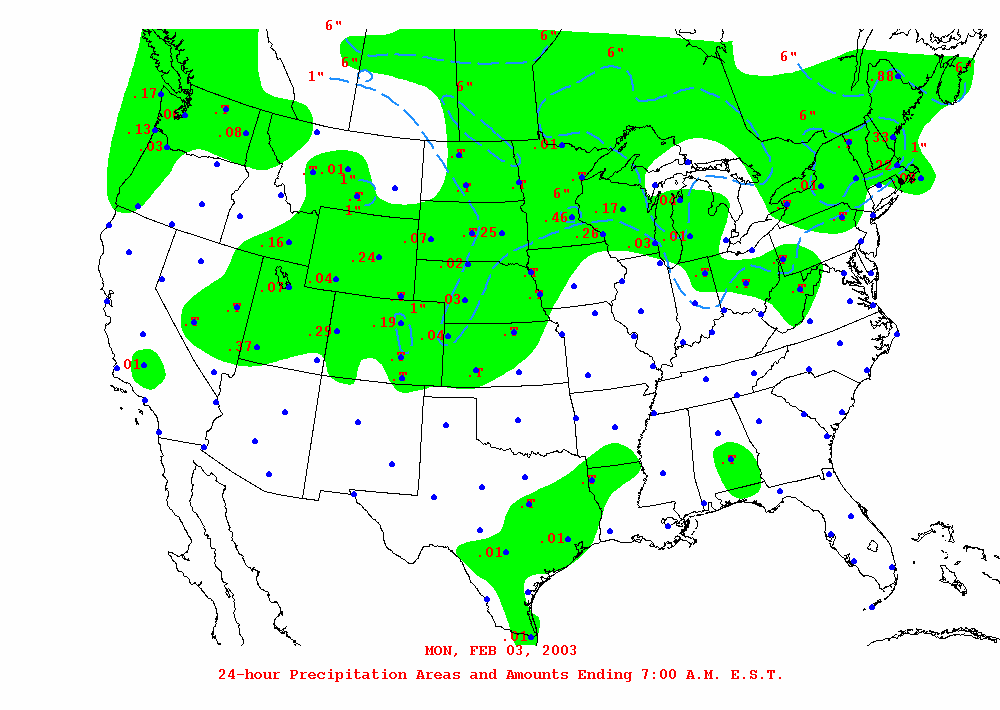 6" 6" 6" 6"
6" 1" 6" .88 6"
.17 6"
.0 .T 6"
.13 .08 .33
.03 .01 1"
.T .T .01 .T .25
1" .T .T .T .01 .0
.T 6" .04 .T
1" .46 .17 .T
.16 .07 .T .25 .26 .03 .01
.24 .02 .T
.07 .04 .T .T .T .T
.T .T .03 .T
.T 1"
.19
.29 .04 .T
.37 .T
.01 .T .T
.T
.T
.T
.01 .01
.01
MON, FEB 03, 2003
24-hour Precipitation Areas and Amounts Ending 7:00 A.M. E.S.T.